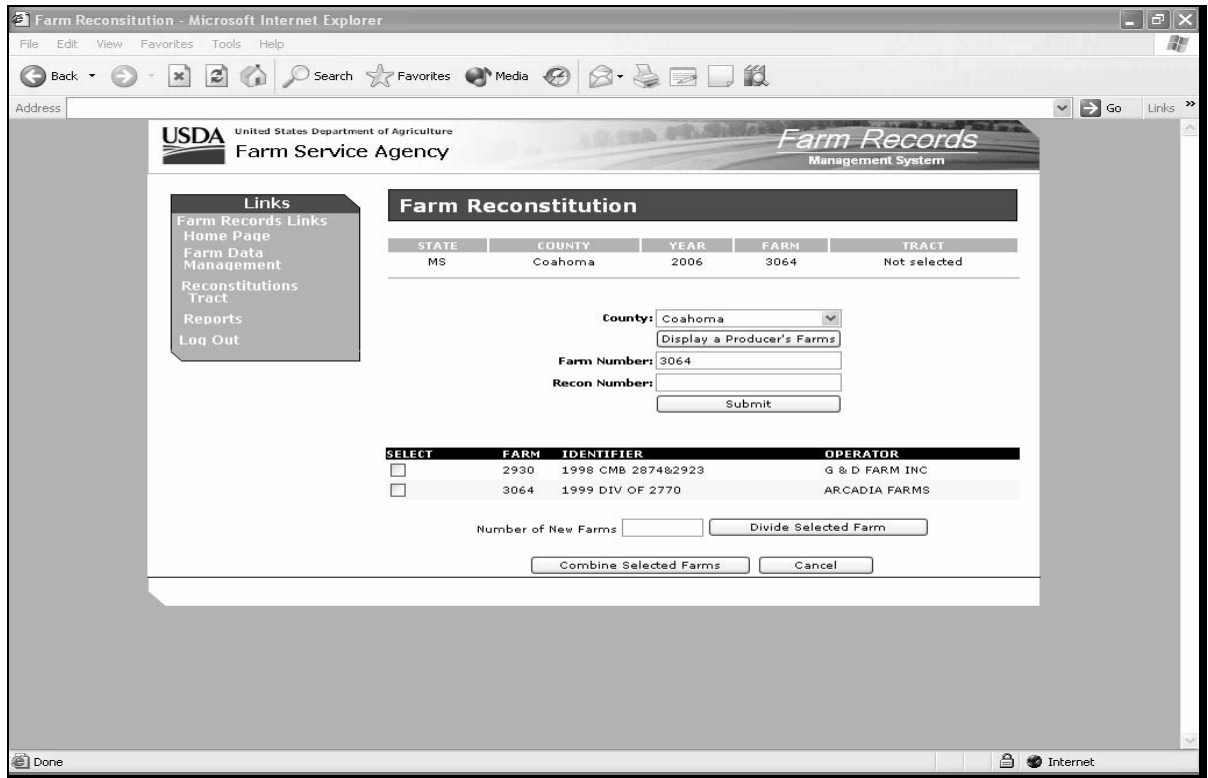 Farm Reconsitution - Microsoft Internet Explorer
File Edit View Favorites Tools Help
Back Search Favorites Media
Address Go Links »
USDA United States Department of Agriculture
Farm Service Agency
Farm Records
Management System
Links
Farm Records Links
Home Page
Farm Data
Management
Reconstitutions
Tract
Reports
Log Out
Farm Reconstitution
STATE COUNTY YEAR FARM TRACT
MS Coahoma 2006 3064 Not selected
County: Coahoma
Display a Producer's Farms
Farm Number: 3064
Recon Number:
Submit
SELECT FARM IDENTIFIER OPERATOR
2930 1998 CMB 2874&2923 G & D FARM INC
3064 1999 DIV OF 2770 ARCADIA FARMS
Number of New Farms Divide Selected Farm
Combine Selected Farms Cancel
Done Internet